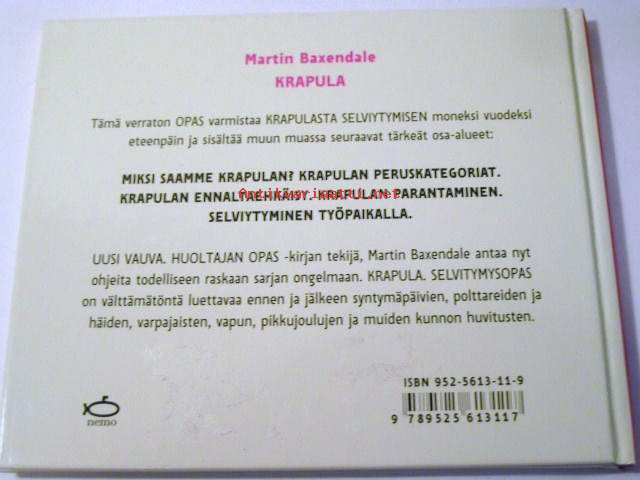 Martin Baxendale
KRAPULA
Tämä verraton OPAS varmistaa KRAPULASTA SELVIYTYMISEN moneksi vuodeksi
eteenpäin ja sisältää muun muassa seuraavat tärkeät osa-alueet:
MIKSI SAAMME KRAPULAN? KRAPULAN PERUSKATEGORIAT.
KRAPULAN ENNALTAEHKÄISY. KRAPULAN PARANTAMINEN.
Antikvariaatti.net
SELVIYTYMINEN TYÖPAIKALLA.
UUSI VAUVA. HUOLTAJAN OPAS -kirjan tekijä, Martin Baxendale antaa nyt
ohjeita todelliseen raskaan sarjan ongelmaan. KRAPULA. SELVITYMYSOPAS
on välttämätöntä luettavaa ennen ja jälkeen syntymäpäivien, polttareiden ja
häiden, varpajaisten, vapun, pikkujoulujen ja muiden kunnon huvitusten.
ISBN 952-5613-11-9
9 789525 613117
nemo